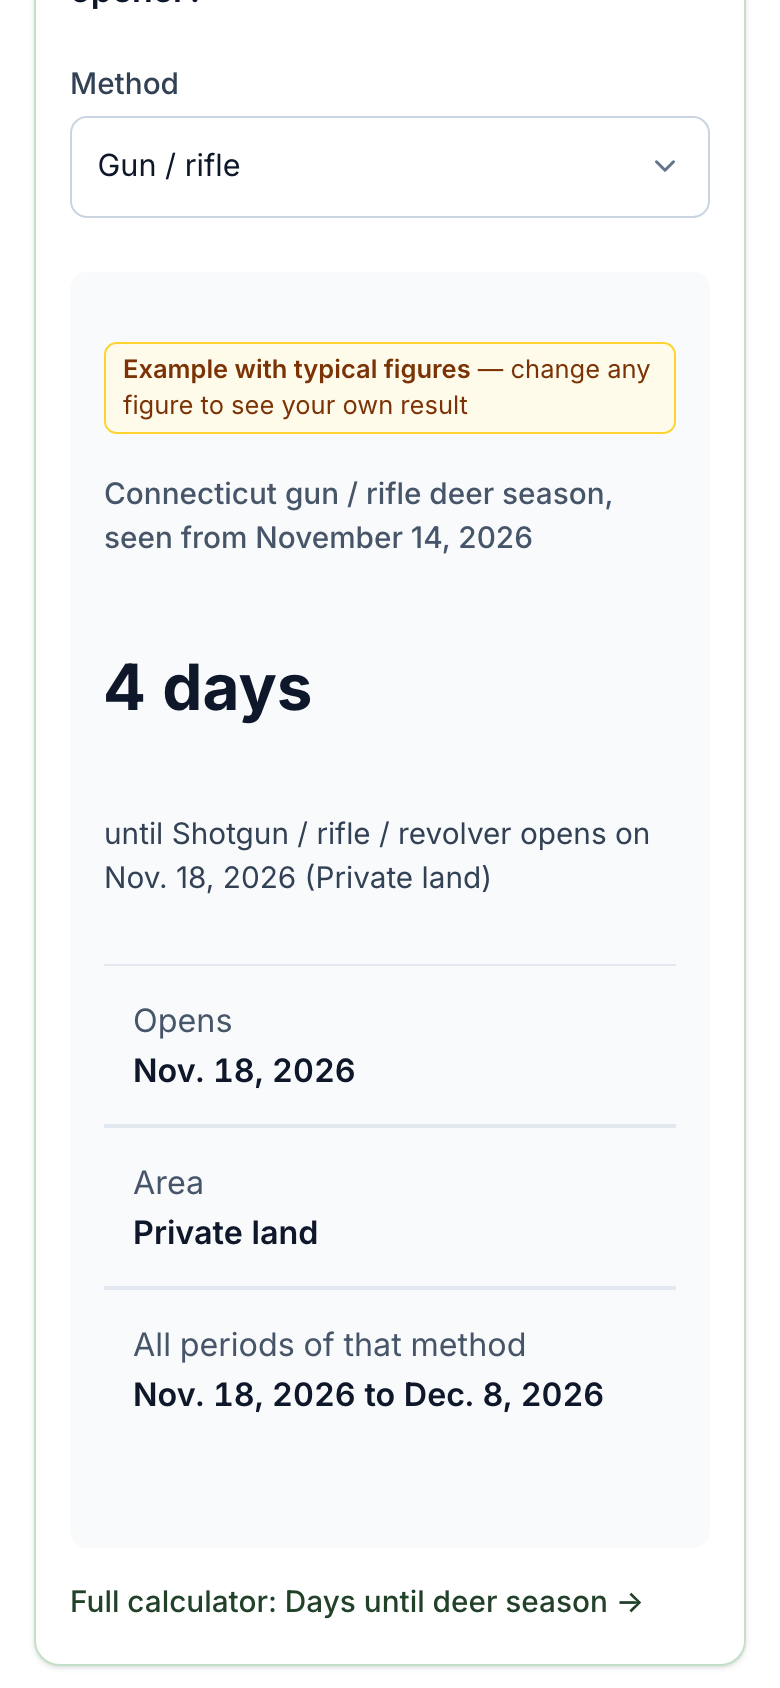 opener?
Method
Gun / rifle
Example with typical figures — change any
figure to see your own result
Connecticut gun / rifle deer season,
seen from November 14, 2026
4 days
until Shotgun / rifle / revolver opens on
Nov. 18, 2026 (Private land)
Opens
Nov. 18, 2026
Area
Private land
All periods of that method
Nov. 18, 2026 to Dec. 8, 2026
Full calculator: Days until deer season →